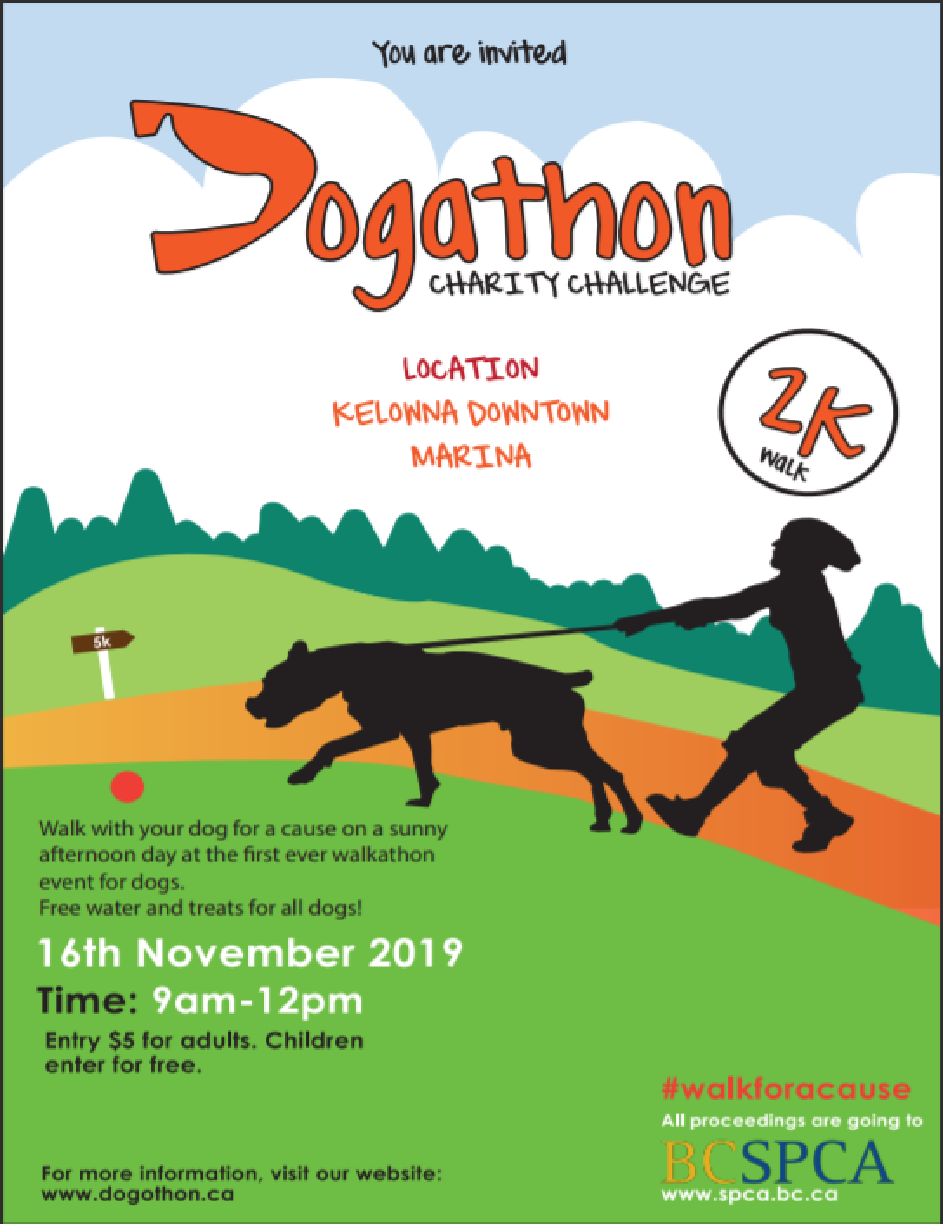 You are invited
Dogathon
CHARITY CHALLENGE
LOCATION
KELOWNA DOWNTOWN
MARINA
2K
walk
5k
Walk with your dog for a cause on a sunny
afternoon day at the first ever walkathon
event for dogs.
Free water and treats for all dogs!
16th November 2019
Time: 9am-12pm
Entry $5 for adults. Children
enter for free.
#walkforacause
All proceedings are going to
BCSPCA
www.spca.bc.ca
For more information, visit our website:
www.dogothon.ca